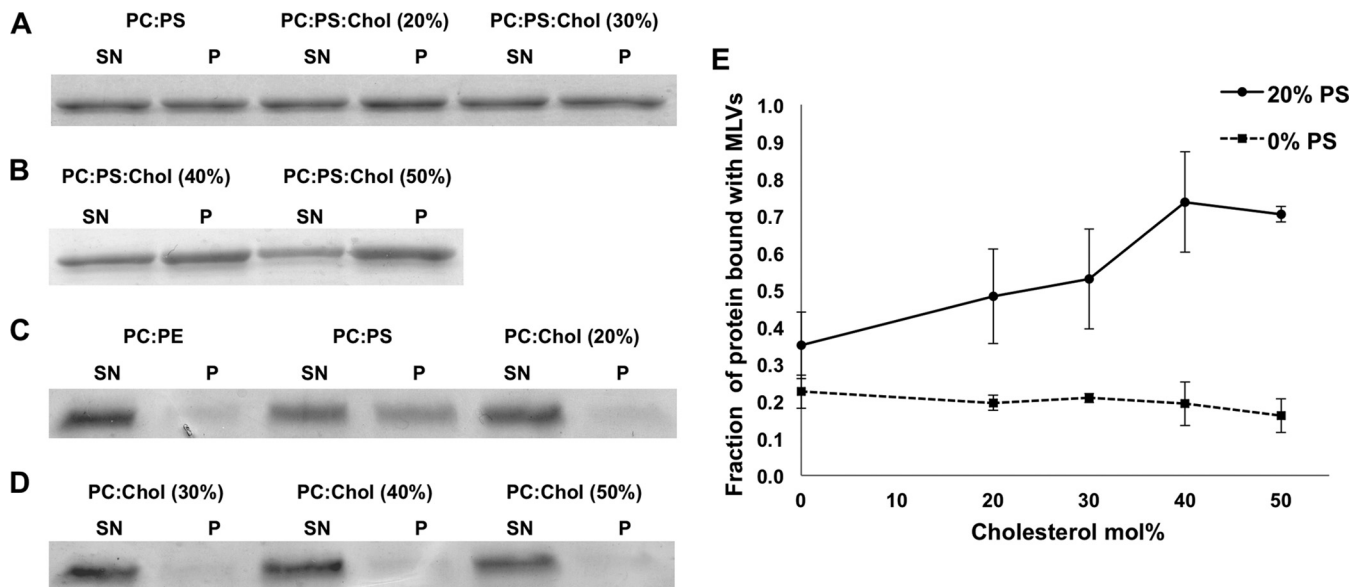 A
PC:PS PC:PS:Chol (20%) PC:PS:Chol (30%)
SN P SN P SN P
B
PC:PS:Chol (40%) PC:PS:Chol (50%)
SN P SN P
C
PC:PE PC:PS PC:Chol (20%)
SN P SN P SN P
D
PC:Chol (30%) PC:Chol (40%) PC:Chol (50%)
SN P SN P SN P
E
20% PS
0% PS
Fraction of protein bound with MLVs
1.0
0.9
0.8
0.7
0.6
0.5
0.4
0.3
0.2
0.1
0.0
0 10 20 30 40 50
Cholesterol mol%